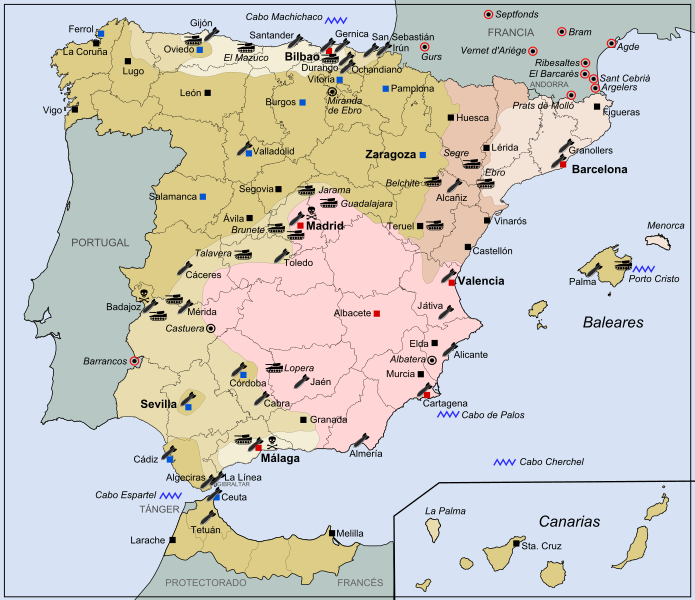 Ferrol
La Coruña
Lugo
Vigo
Gijón
Oviedo
El Mazuco
León
Cabo Machichaco
Santander
Gernica
San Sebastián
Irún
Bilbao
Durango
Ochandiano
Vitoria
Miranda
de Ebro
Burgos
Pamplona
Septfonds
FRANCIA
Bram
Agde
Gurs
Vernet d'Ariége
Ribesaltes
El Barcarès
Sant Cebrià
Argelers
ANDORRA
Prats de Molló
Figueras
Huesca
Valladolid
Zaragoza
Segre
Lérida
Granollers
Barcelona
Ebro
Belchite
Alcañiz
Salamanca
Segovia
Jarama
Guadalajara
Ávila
Brunete
Madrid
Teruel
Vinarós
Castellón
Menorca
PORTUGAL
Talavera
Toledo
Cáceres
Valencia
Palma
Porto Cristo
Badajoz
Mérida
Castuera
Albacete
Játiva
Baleares
Barrancos
Elda
Albatera
Alicante
Córdoba
Lopera
Jaén
Murcia
Sevilla
Cabra
Cartagena
Cabo de Palos
Granada
Cádiz
Málaga
Almería
Cabo Cherchel
Algeciras
La Línea
GIBRALTAR
Cabo Espartel
Ceuta
TÁNGER
Tetuán
Larache
Melilla
PROTECTORADO
FRANCÉS
La Palma
Canarias
Sta. Cruz